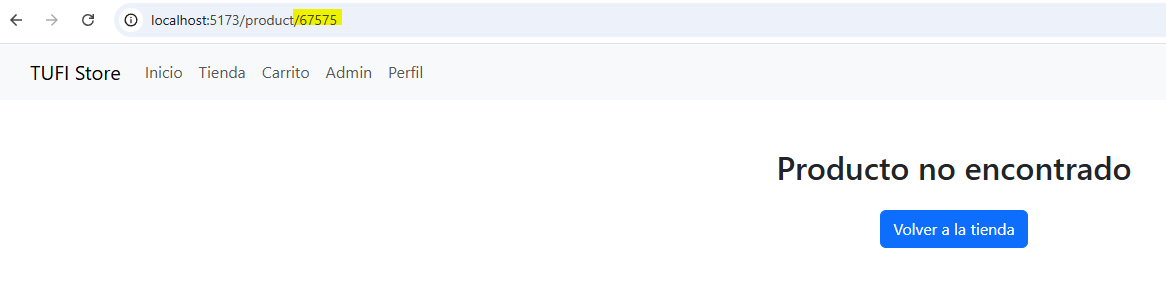 localhost:5173/product/67575
TUFI Store Inicio Tienda Carrito Admin Perfil
Producto no encontrado
Volver a la tienda